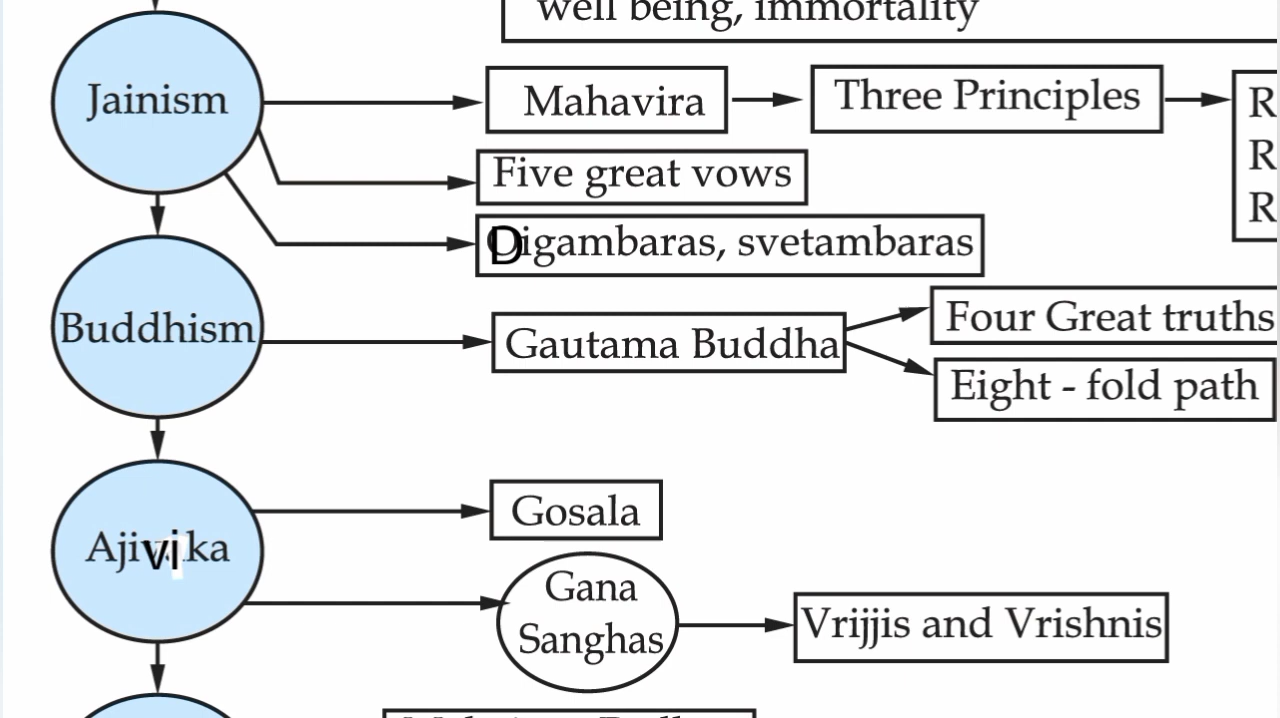 well being, immortality
Jainism
Mahavira
Three Principles
R
R
R
Five great vows
Digambaras, svetambaras
Buddhism
Gautama Buddha
Four Great truths
Eight - fold path
Ajivika
Gosala
Gana
Sanghas
Vrijjis and Vrishnis